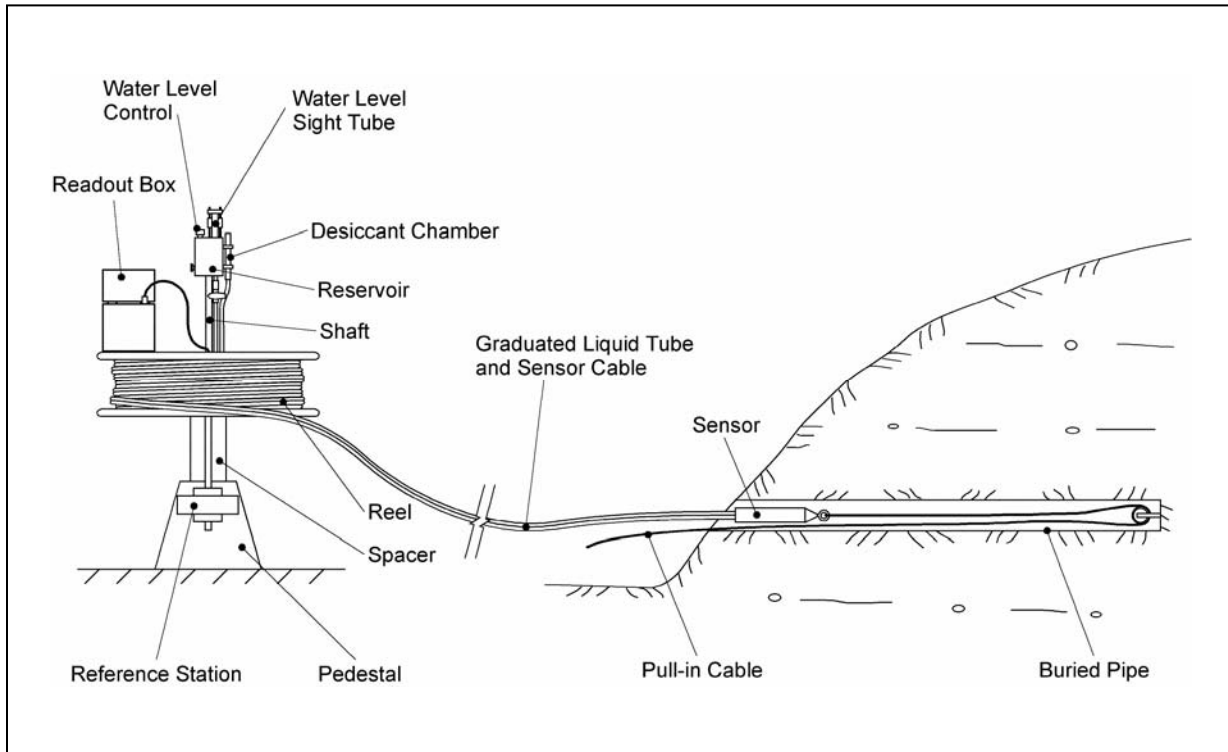 Water Level
Control
Water Level
Sight Tube
Readout Box
Desiccant Chamber
Reservoir
Shaft
Graduated Liquid Tube
and Sensor Cable
Sensor
Reel
Spacer
Reference Station
Pedestal
Pull-in Cable
Buried Pipe